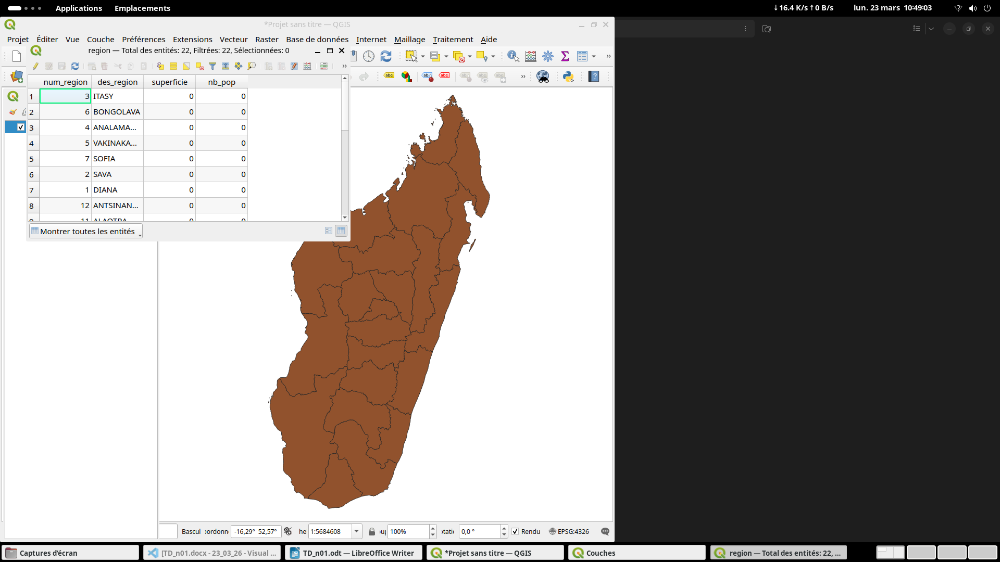 Applications Emplacements
↓16.4 K/s ↑0 B/s
lun. 23 mars 10:49:03
*Projet sans titre — QGIS
Projet Éditer Vue Couche Préférences Extensions Vecteur Raster Base de données Internet Maillage Traitement Aide
region — Total des entités: 22, Filtrées: 22, Sélectionnées: 0
abc abc abc
num_region des_region superficie nb_pop
1 3 ITASY 0 0
2 6 BONGOLAVA 0 0
3 4 ANALAMA... 0 0
4 5 VAKINAKA... 0 0
5 7 SOFIA 0 0
6 2 SAVA 0 0
7 1 DIANA 0 0
8 12 ANTSINAN... 0 0
9 11 ALAOTRA 0
Montrer toutes les entités
Bascul
-16,29° 52,57°
he
1:5684608
100%
0,0 °
Rendu
EPSG:4326
Captures d'écran
[TD_n01.docx - 23_03_26 - Visual ...
TD_n01.odt — LibreOffice Writer
*Projet sans titre — QGIS
Couches
region — Total des entités: 22, ...